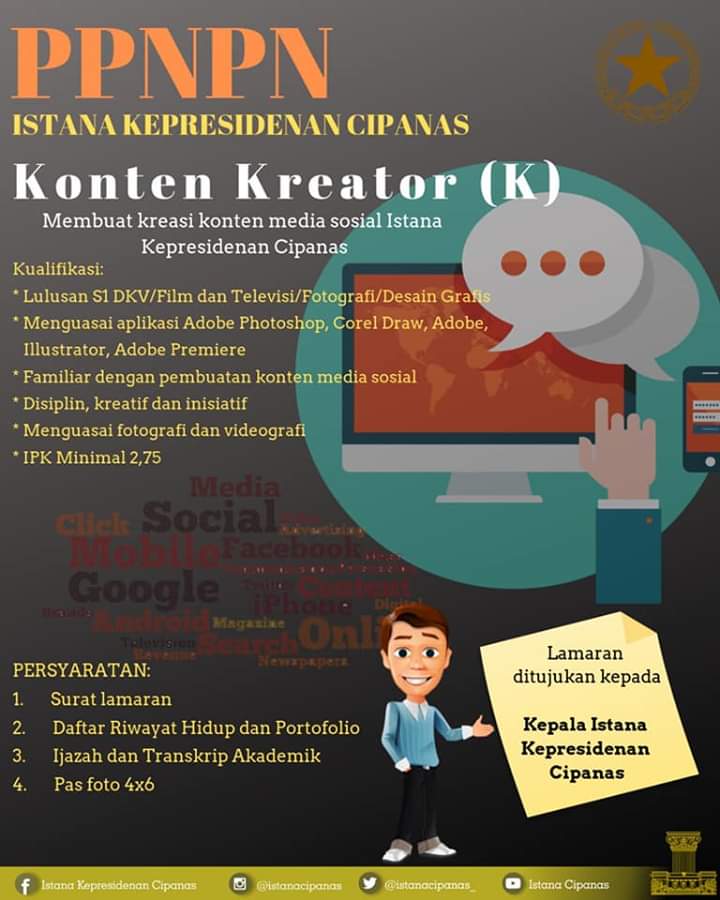 PPNPN
ISTANA KEPRESIDENAN CIPANAS
Konten Kreator (K)
Membuat kreasi konten media sosial Istana
Kepresidenan Cipanas
Kualifikasi:
* Lulusan S1 DKV/Film dan Televisi/Fotografi/Desain Grafis
* Menguasai aplikasi Adobe Photoshop, Corel Draw, Adobe,
Illustrator, Adobe Premiere
* Familiar dengan pembuatan konten media sosial
* Disiplin, kreatif dan inisiatif
* Menguasai fotografi dan videografi
* IPK Minimal 2,75
Media
Click Social Advertising
Mobile Facebook
Google Twitter Content
iPhone Digital
Android Magazine
Television Search Onli
Revenue Newspapers
PERSYARATAN:
1. Surat lamaran
2. Daftar Riwayat Hidup dan Portofolio
3. Ijazah dan Transkrip Akademik
4. Pas foto 4x6
Lamaran
ditujukan kepada
Kepala Istana
Kepresidenan
Cipanas
Istana Kepresidenan Cipanas @istanacipanas @istanacipanas_ Istana Cipanas